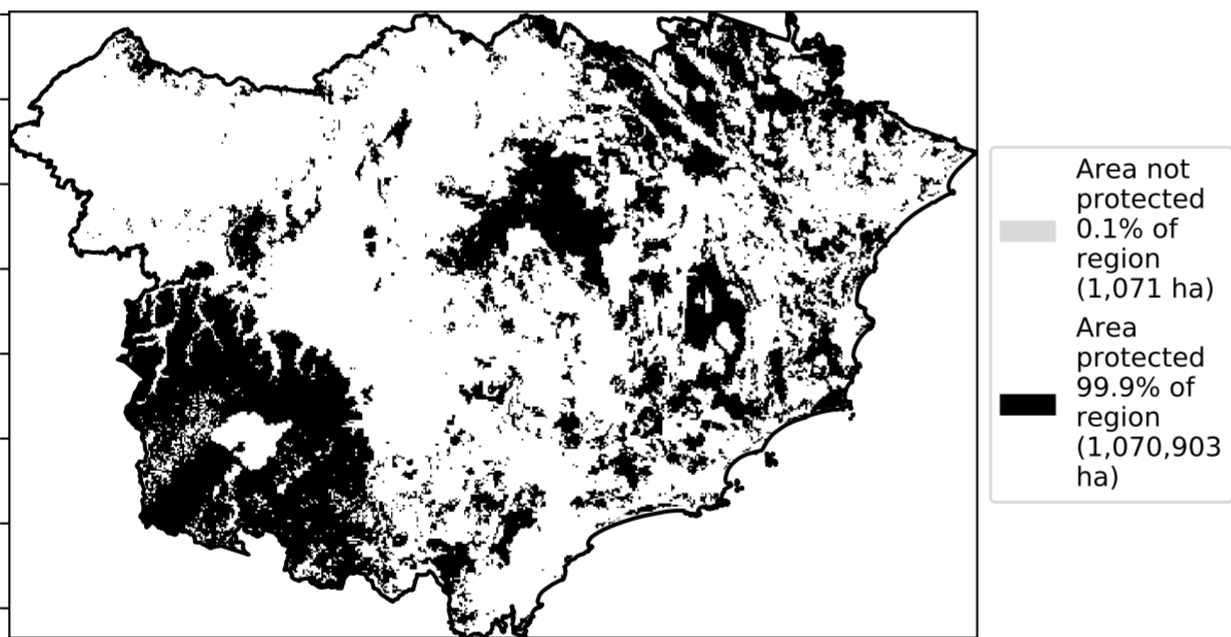 Area not
protected
0.1% of
region
(1,071 ha)
Area
protected
99.9% of
region
(1,070,903
ha)